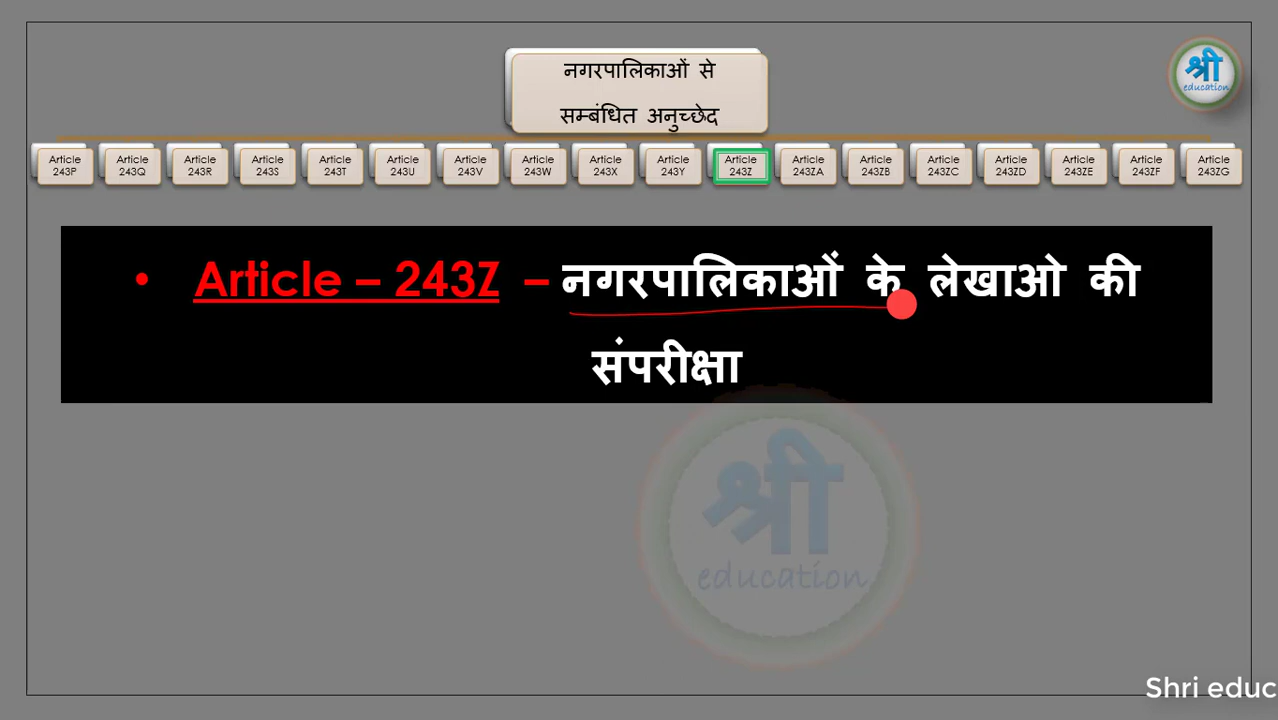 नगरपालिकाओं से
सम्बंधित अनुच्छेद
श्री
education
Article 243P
Article 243Q
Article 243R
Article 243S
Article 243T
Article 243U
Article 243V
Article 243W
Article 243X
Article 243Y
Article 243Z
Article 243ZA
Article 243ZB
Article 243ZC
Article 243ZD
Article 243ZE
Article 243ZF
Article 243ZG
• Article – 243Z – नगरपालिकाओं के लेखाओ की
संपरीक्षा
श्री
education
Shri educ